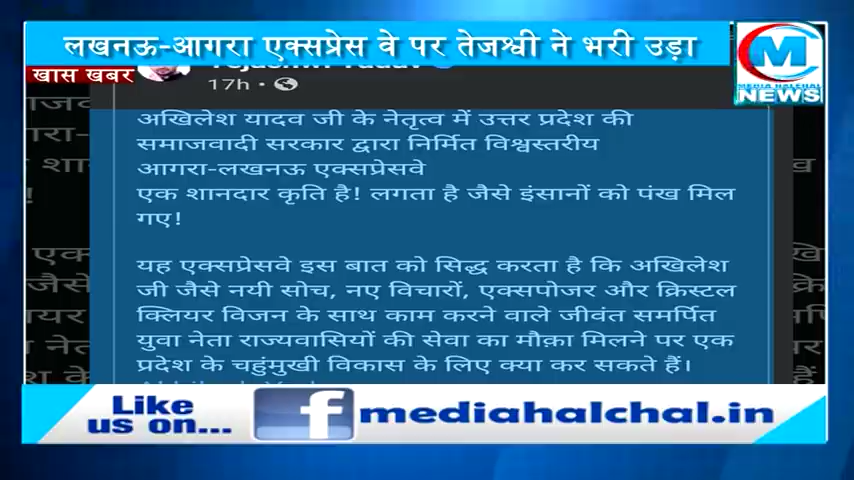 लखनऊ-आगरा एक्सप्रेस वे पर तेजश्वी ने भरी उड़ा
खास खबर
17h
MEDIA HALCHAL
NEWS
अखिलेश यादव जी के नेतृत्व में उत्तर प्रदेश की
समाजवादी सरकार द्वारा निर्मित विश्वस्तरीय
आगरा-लखनऊ एक्सप्रेसवे
एक शानदार कृति है! लगता है जैसे इंसानों को पंख मिल
गए!
यह एक्सप्रेसवे इस बात को सिद्ध करता है कि अखिलेश
जी जैसे नयी सोच, नए विचारों, एक्सपोजर और क्रिस्टल
क्लियर विजन के साथ काम करने वाले जीवंत समर्पित
युवा नेता राज्यवासियों की सेवा का मौक़ा मिलने पर एक
प्रदेश के चहुंमुखी विकास के लिए क्या कर सकते हैं।
Like
us on...
f mediahalchal.in